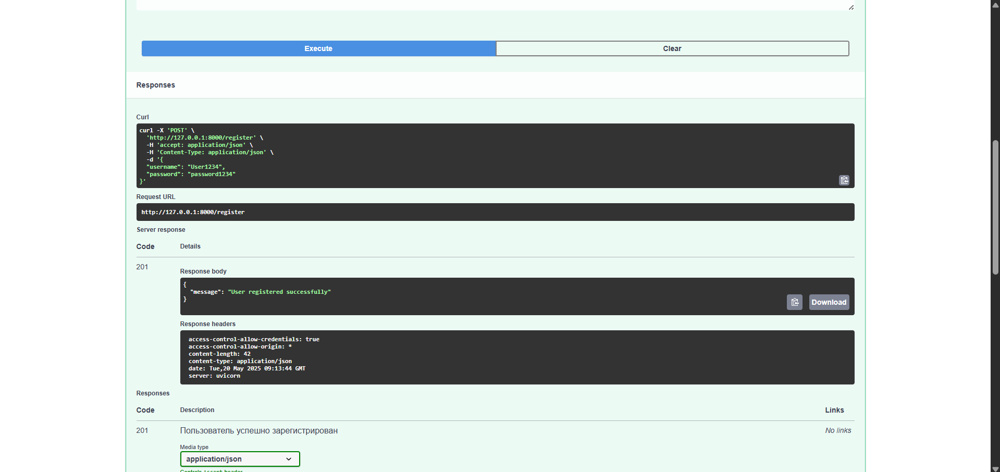 Execute
Clear
Responses
Curl
curl -X 'POST' \
'http://127.0.0.1:8000/register' \
-H 'accept: application/json' \
-H 'Content-Type: application/json' \
-d '{
"username": "User1234",
"password": "password1234"
}'
Request URL
http://127.0.0.1:8000/register
Server response
Code Details
201
Response body
{
"message": "User registered successfully"
}
Download
Response headers
access-control-allow-credentials: true
access-control-allow-origin: *
content-length: 42
content-type: application/json
date: Tue,20 May 2025 09:13:44 GMT
server: uvicorn
Responses
Code Description Links
201 Пользователь успешно зарегистрирован No links
Media type
application/json
Controls Accept header